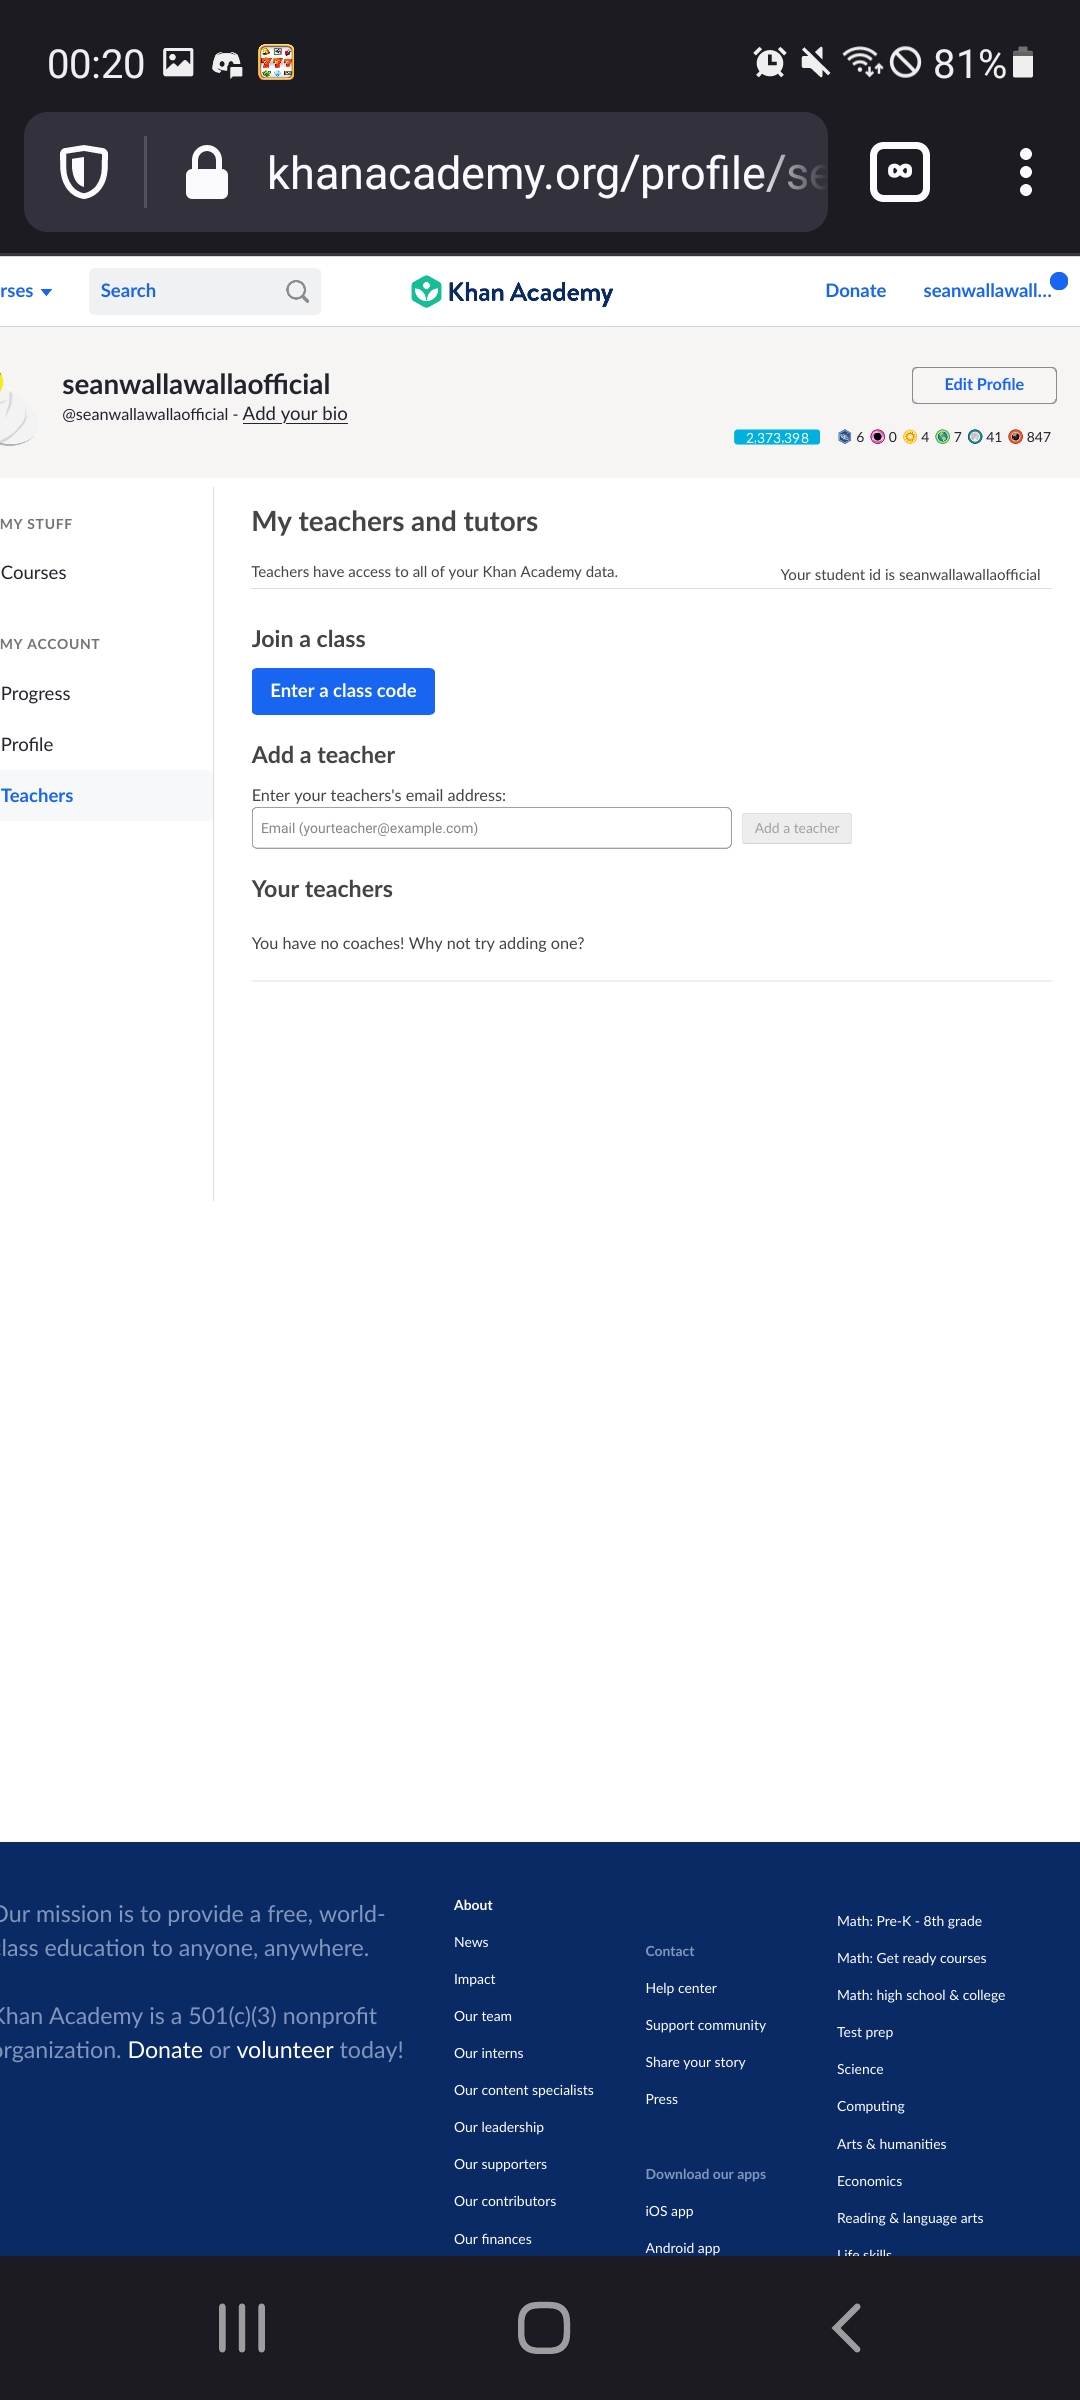 00:20
81%
khanacademy.org/profile/se
rses
Search
Khan Academy
Donate
seanwallawall...
seanwallawallaofficial
Edit Profile
@seanwallawallaofficial - Add your bio
2,373,398 6 0 4 7 41 847
MY STUFF
Courses
MY ACCOUNT
Progress
Profile
Teachers
My teachers and tutors
Teachers have access to all of your Khan Academy data.
Your student id is seanwallawallaofficial
Join a class
Enter a class code
Add a teacher
Enter your teachers's email address:
Email (yourteacher@example.com)
Add a teacher
Your teachers
You have no coaches! Why not try adding one?
Our mission is to provide a free, world-
class education to anyone, anywhere.
Khan Academy is a 501(c)(3) nonprofit
organization. Donate or volunteer today!
About
News
Impact
Our team
Our interns
Our content specialists
Our leadership
Our supporters
Our contributors
Our finances
Contact
Help center
Support community
Share your story
Press
Download our apps
iOS app
Android app
Math: Pre-K - 8th grade
Math: Get ready courses
Math: high school & college
Test prep
Science
Computing
Arts & humanities
Economics
Reading & language arts
Life skills